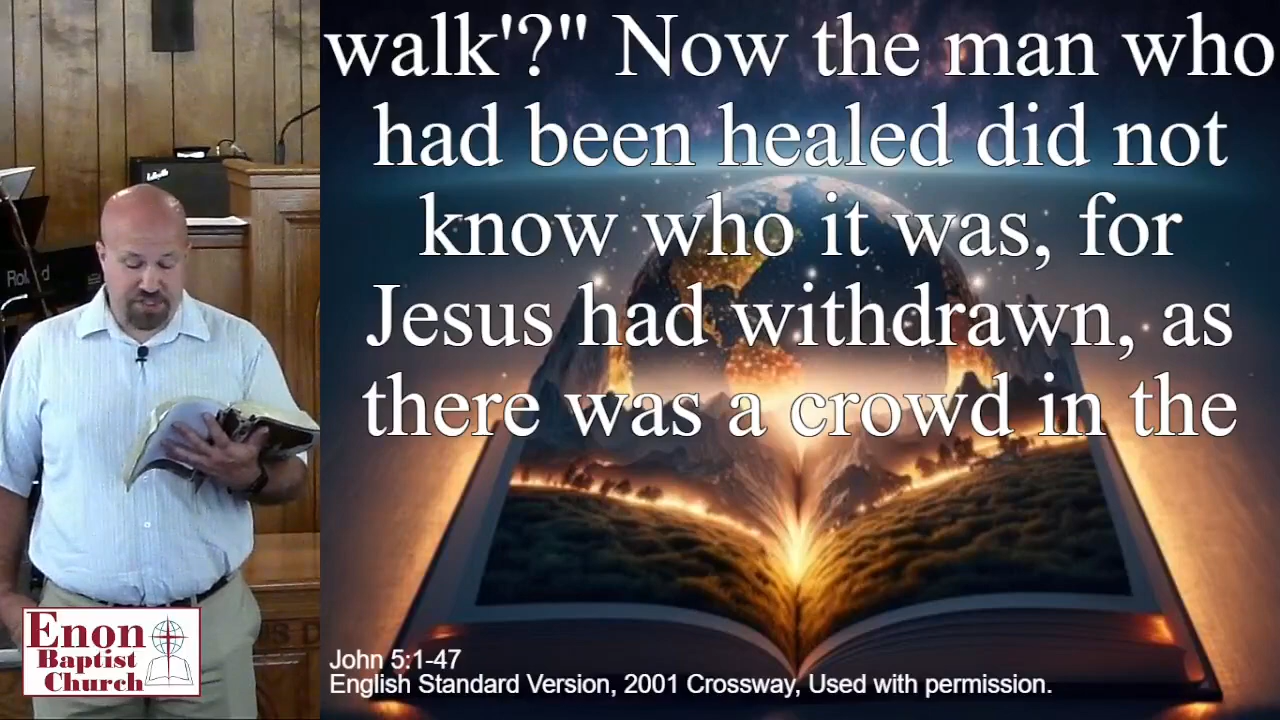 walk'?" Now the man who
had been healed did not
know who it was, for
Jesus had withdrawn, as
there was a crowd in the
John 5:1-47
English Standard Version, 2001 Crossway, Used with permission.
Enon
Baptist
Church